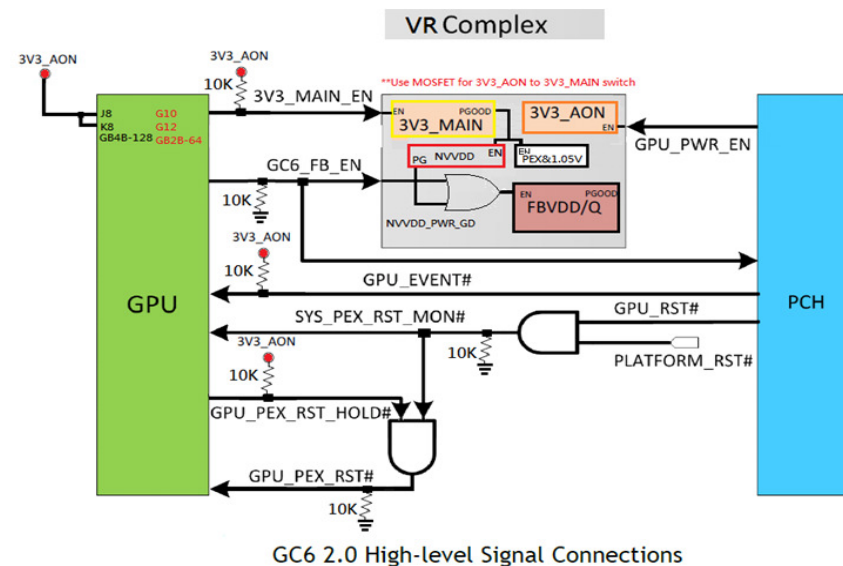 VR Complex
3V3_AON
3V3_AON
**Use MOSFET for 3V3_AON to 3V3_MAIN switch
10K
3V3_MAIN_EN
EN
PGOOD
3V3_MAIN
3V3_AON
EN
J8
G10
K8
G12
GB4B-128
GB2B-64
GPU_PWR_EN
NVVDD
EN
PG
EN
PEX&1.05V
GC6_FB_EN
10K
EN
PGOOD
FBVDD/Q
NVVDD_PWR_GD
3V3_AON
10K
GPU_EVENT#
GPU
PCH
SYS_PEX_RST_MON#
GPU_RST#
10K
PLATFORM_RST#
3V3_AON
10K
GPU_PEX_RST_HOLD#
GPU_PEX_RST#
10K
GC6 2.0 High-level Signal Connections